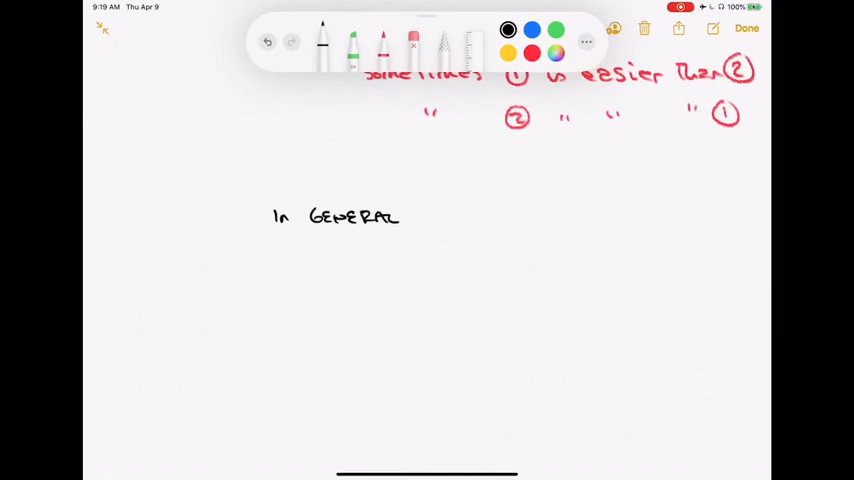 9:19 AM Thu Apr 9
100%
Done
sometimes ① is easier than ②
" ② " " " ①
In GENERAL